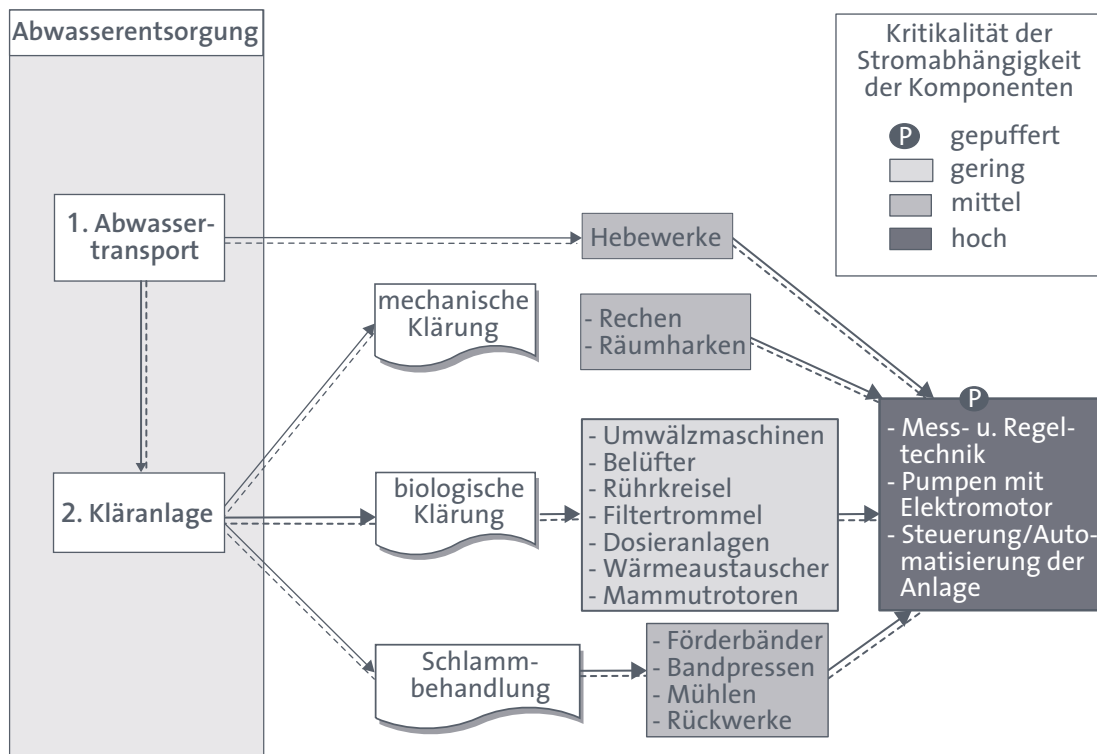 Abwasserentsorgung
Kritikalität der
Stromabhängigkeit
der Komponenten
P gepuffert
gering
mittel
hoch
1. Abwasser-
transport
Hebewerke
mechanische
Klärung
- Rechen
- Räumharken
2. Kläranlage
biologische
Klärung
- Umwälzmaschinen
- Belüfter
- Rührkreisel
- Filtertrommel
- Dosieranlagen
- Wärmeaustauscher
- Mammutrotoren
P
- Mess- u. Regel-
technik
- Pumpen mit
Elektromotor
- Steuerung/Auto-
matisierung der
Anlage
Schlamm-
behandlung
- Förderbänder
- Bandpressen
- Mühlen
- Rückwerke